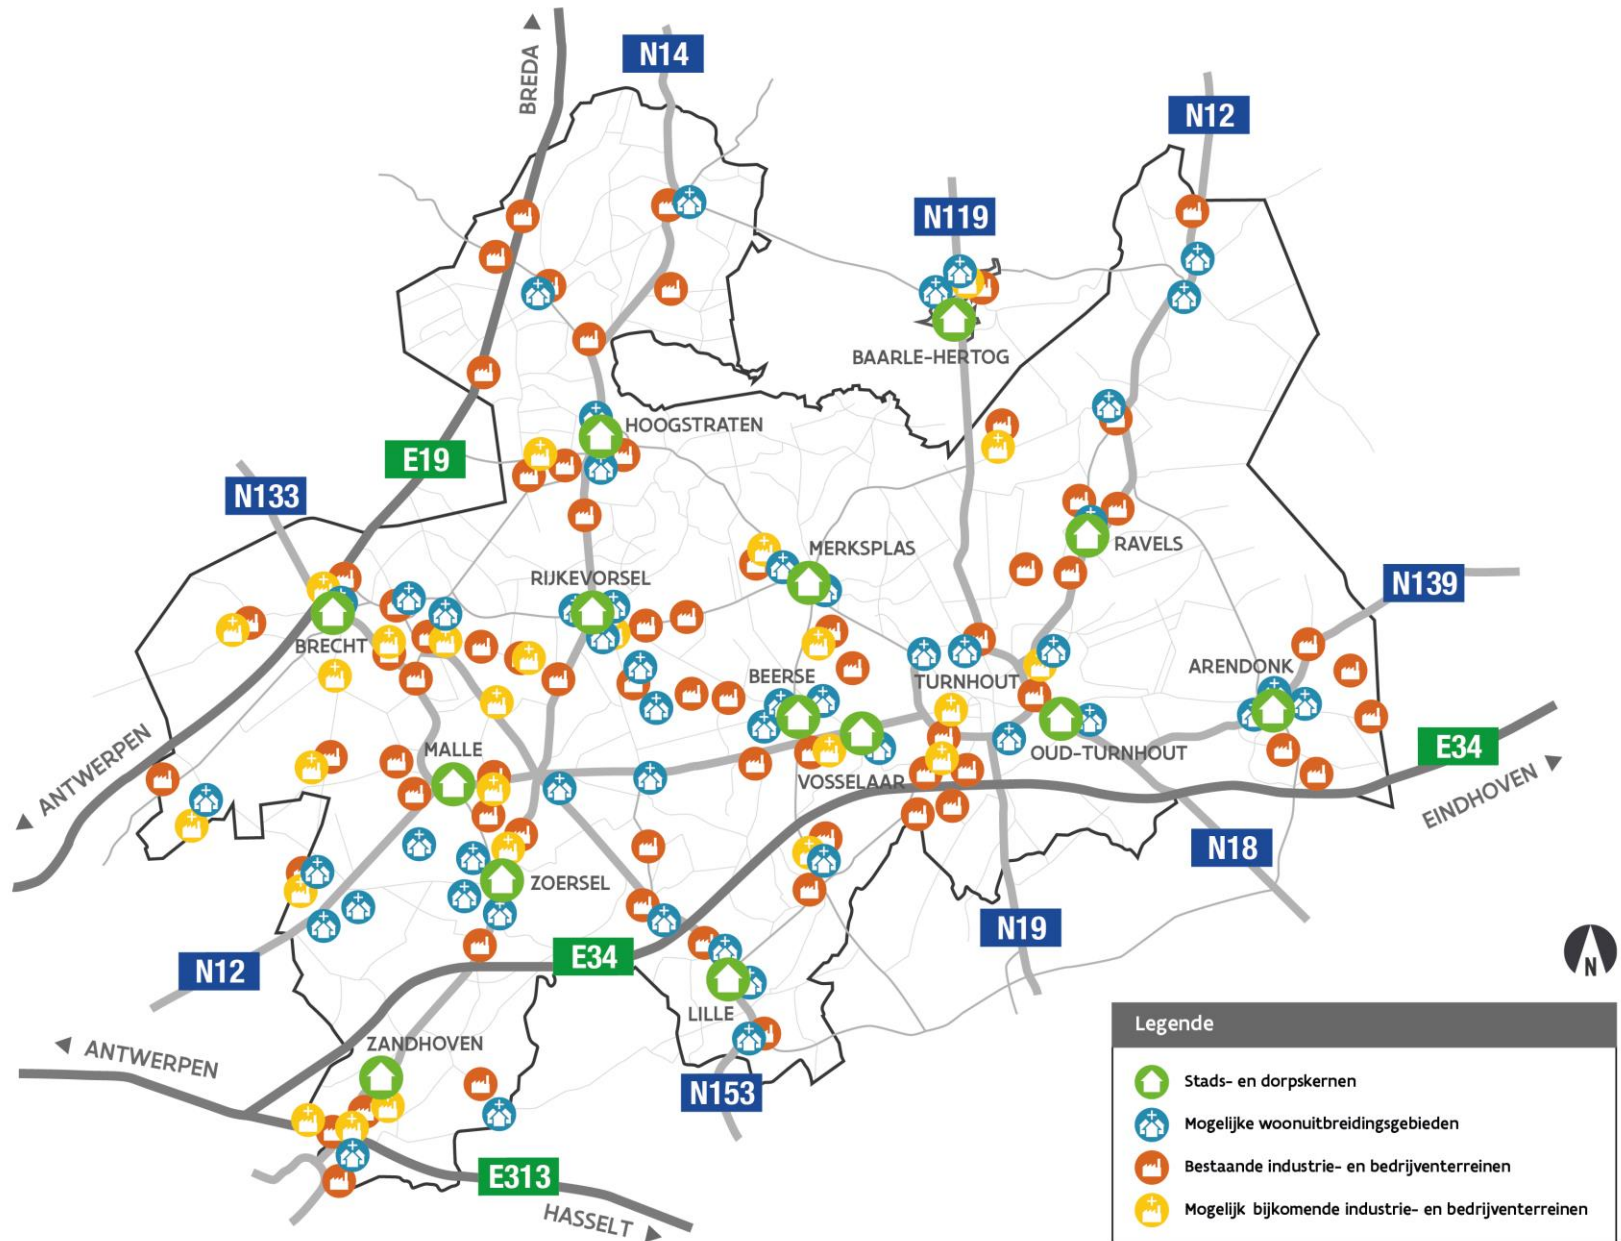 BREDA
N14
N12
N119
BAARLE-HERTOG
HOOGSTRATEN
E19
N133
MERKSPLAS
RAVELS
RIJKEVORSEL
N139
BRECHT
BEERSE
TURNHOUT
ARENDONK
ANTWERPEN
MALLE
VOSSELAAR
OUD-TURNHOUT
E34
EINDHOVEN
N18
ZOERSEL
N19
N12
E34
N
LILLE
ZANDHOVEN
ANTWERPEN
N153
E313
HASSELT
Legende
Stads- en dorpskernen
Mogelijke woonuitbreidingsgebieden
Bestaande industrie- en bedrijventerreinen
Mogelijk bijkomende industrie- en bedrijventerreinen